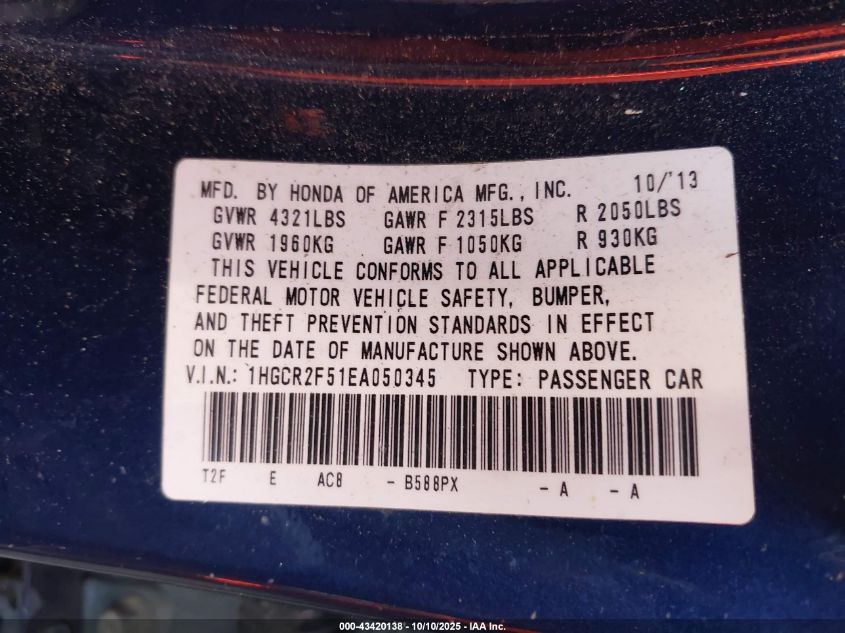 MFD. BY HONDA OF AMERICA MFG., INC. 10/'13
GVWR 4321LBS GAWR F 2315LBS R 2050LBS
GVWR 1960KG GAWR F 1050KG R 930KG
THIS VEHICLE CONFORMS TO ALL APPLICABLE
FEDERAL MOTOR VEHICLE SAFETY, BUMPER,
AND THEFT PREVENTION STANDARDS IN EFFECT
ON THE DATE OF MANUFACTURE SHOWN ABOVE.
V.I.N.: 1HGCR2F51EA050345 TYPE: PASSENGER CAR
T2F E AC8 - B588PX - A - A
000-43420138 - 10/10/2025 - IAA Inc.